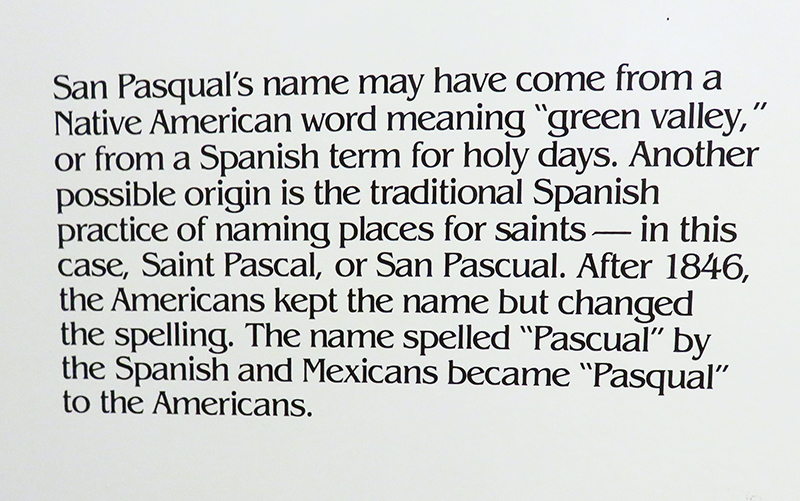 San Pasqual's name may have come from a
Native American word meaning “green valley,”
or from a Spanish term for holy days. Another
possible origin is the traditional Spanish
practice of naming places for saints — in this
case, Saint Pascal, or San Pascual. After 1846,
the Americans kept the name but changed
the spelling. The name spelled “Pascual” by
the Spanish and Mexicans became “Pasqual”
to the Americans.